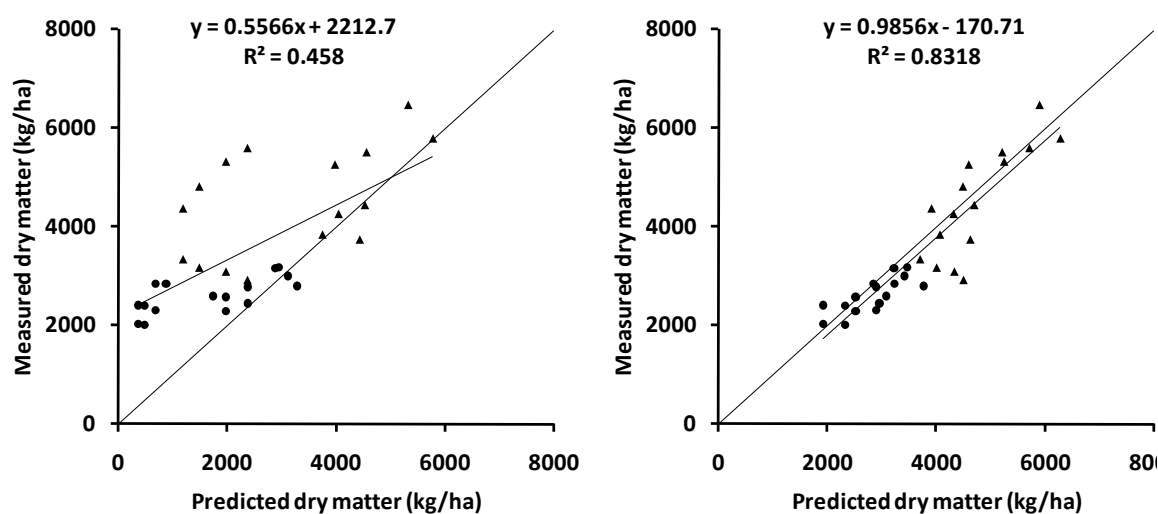 y = 0.5566x + 2212.7
R² = 0.458
8000
6000
4000
2000
0
Measured dry matter (kg/ha)
0 2000 4000 6000 8000
Predicted dry matter (kg/ha)
y = 0.9856x - 170.71
R² = 0.8318
8000
6000
4000
2000
0
Measured dry matter (kg/ha)
0 2000 4000 6000 800
Predicted dry matter (kg/ha)